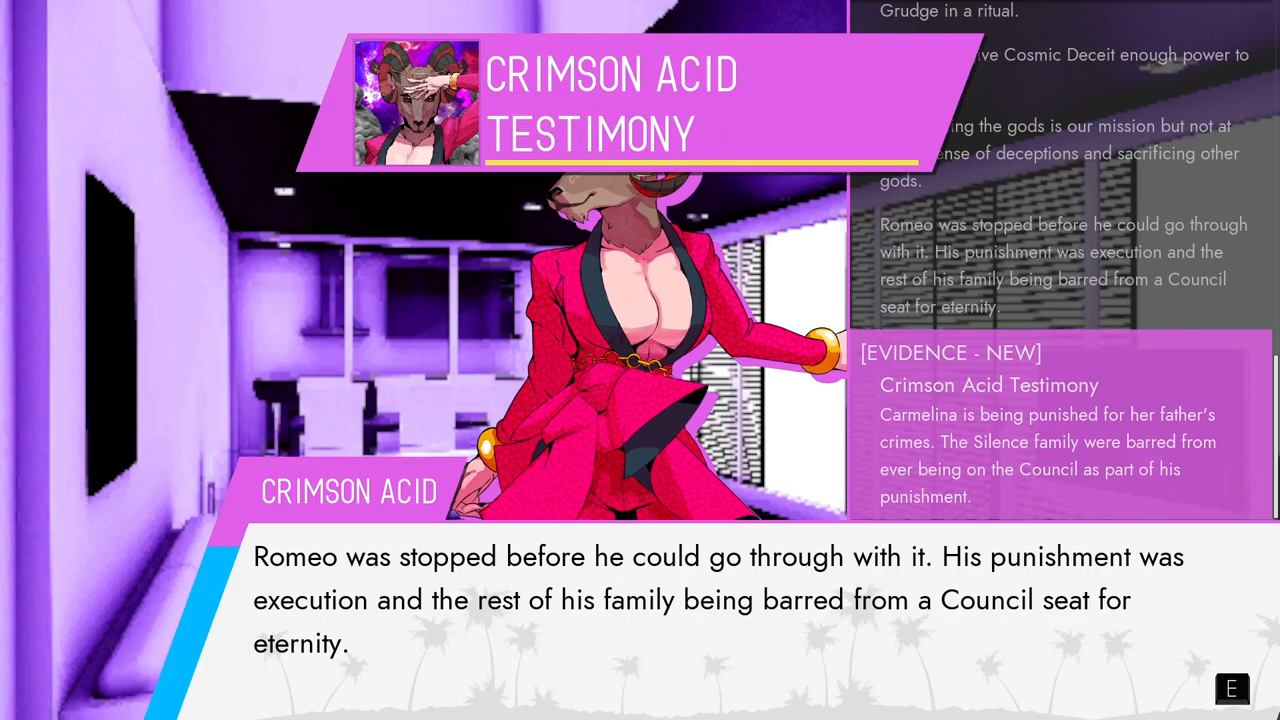 Grudge in a ritual.
ve Cosmic Deceit enough power to
ng the gods is our mission but not at
ense of deceptions and sacrificing other
gods.
Romeo was stopped before he could go through
with it. His punishment was execution and the
rest of his family being barred from a Council
seat for eternity.
CRIMSON ACID
TESTIMONY
[EVIDENCE - NEW]
Crimson Acid Testimony
Carmelina is being punished for her father's
crimes. The Silence family were barred from
ever being on the Council as part of his
punishment.
CRIMSON ACID
Romeo was stopped before he could go through with it. His punishment was
execution and the rest of his family being barred from a Council seat for
eternity.
E